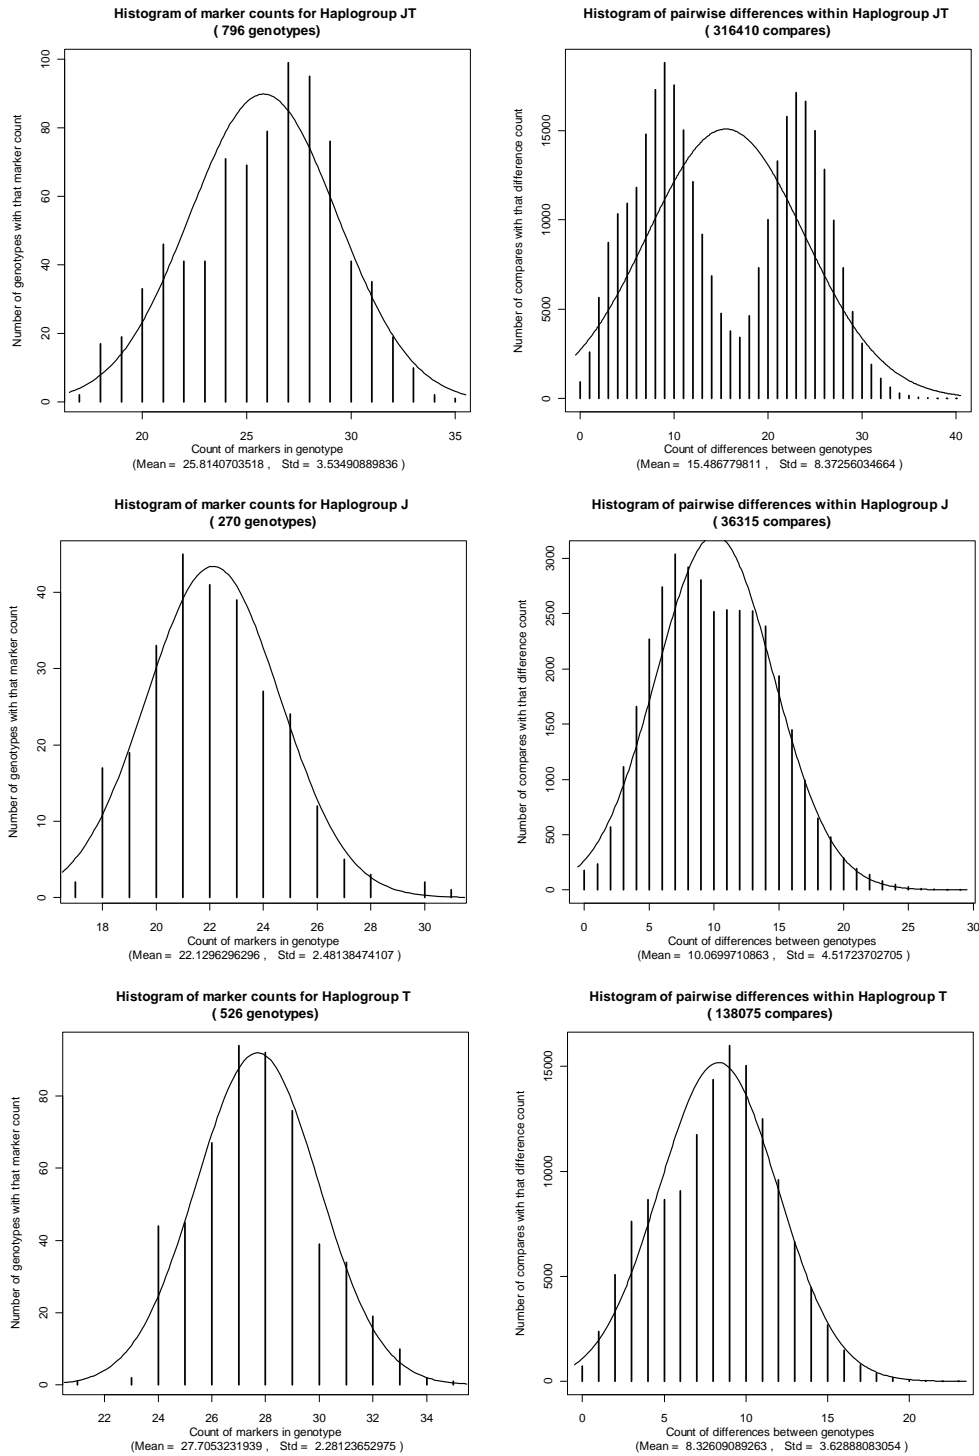 Histogram of marker counts for Haplogroup JT
( 796 genotypes)
Number of genotypes with that marker count
0 20 40 60 80 100
20 25 30 35
Count of markers in genotype
(Mean = 25.8140703518 , Std = 3.53490889836 )
Histogram of pairwise differences within Haplogroup JT
( 316410 compares)
Number of compares with that difference count
0 5000 10000 15000
0 10 20 30 40
Count of differences between genotypes
(Mean = 15.486779811 , Std = 8.37256034664 )
Histogram of marker counts for Haplogroup J
( 270 genotypes)
Number of genotypes with that marker count
0 10 20 30 40
18 20 22 24 26 28 30
Count of markers in genotype
(Mean = 22.1296296296 , Std = 2.48138474107 )
Histogram of pairwise differences within Haplogroup J
( 36315 compares)
Number of compares with that difference count
0 500 1000 1500 2000 2500 3000
0 5 10 15 20 25 30
Count of differences between genotypes
(Mean = 10.0699710863 , Std = 4.51723702705 )
Histogram of marker counts for Haplogroup T
( 526 genotypes)
Number of genotypes with that marker count
0 20 40 60 80
22 24 26 28 30 32 34
Count of markers in genotype
(Mean = 27.7053231939 , Std = 2.28123652975 )
Histogram of pairwise differences within Haplogroup T
( 138075 compares)
Number of compares with that difference count
0 5000 10000 15000
0 5 10 15 20
Count of differences between genotypes
(Mean = 8.32609089263 , Std = 3.62888083054 )